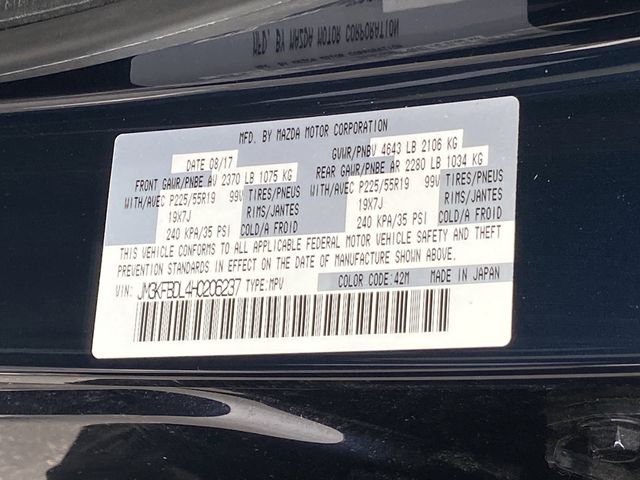 MFD. BY MAZDA MOTOR CORPORATION
DATE 08/17 GVWR/PNBV 4643 LB 2106 KG
FRONT GAWR/PNBE AV 2370 LB 1075 KG REAR GAWR/PNBE AR 2280 LB 1034 KG
WITH/AVEC P225/55R19 99V TIRES/PNEUS WITH/AVEC P225/55R19 99V TIRES/PNEUS
19X7J RIMS/JANTES 19X7J RIMS/JANTES
240 KPA/35 PSI COLD/A FROID 240 KPA/35 PSI COLD/A FROID
THIS VEHICLE CONFORMS TO ALL APPLICABLE FEDERAL MOTOR VEHICLE SAFETY AND THEFT
PREVENTION STANDARDS IN EFFECT ON THE DATE OF MANUFACTURE SHOWN ABOVE.
VIN: JM3KFBDL4H0206237 TYPE:MPV COLOR CODE:42M MADE IN JAPAN